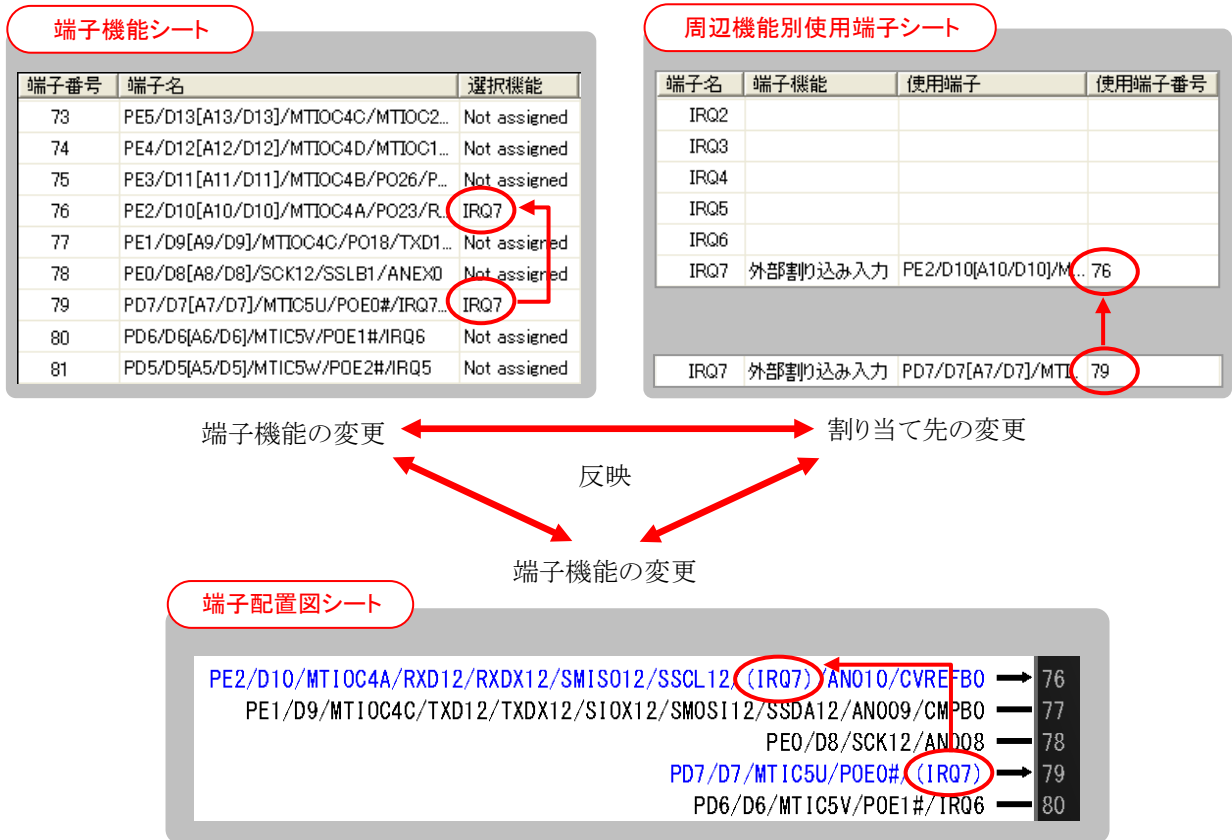 端子機能シート
端子番号 端子名 選択機能
73 PE5/D13[A13/D13]/MTIOC4C/MTIOC2... Not assigned
74 PE4/D12[A12/D12]/MTIOC4D/MTIOC1... Not assigned
75 PE3/D11[A11/D11]/MTIOC4B/PO26/P... Not assigned
76 PE2/D10[A10/D10]/MTIOC4A/PO23/R... IRQ7
77 PE1/D9[A9/D9]/MTIOC4C/PO18/TXD1... Not assigned
78 PE0/D8[A8/D8]/SCK12/SSLB1/ANEX0 Not assigned
79 PD7/D7[A7/D7]/MTIC5U/POE0#/IRQ7... IRQ7
80 PD6/D6[A6/D6]/MTIC5V/POE1#/IRQ6 Not assigned
81 PD5/D5[A5/D5]/MTIC5W/POE2#/IRQ5 Not assigned
周辺機能別使用端子シート
端子名 端子機能 使用端子 使用端子番号
IRQ2
IRQ3
IRQ4
IRQ5
IRQ6
IRQ7 外部割り込み入力 PE2/D10[A10/D10]/M... 76
IRQ7 外部割り込み入力 PD7/D7[A7/D7]/MTI... 79
端子機能の変更 割り当て先の変更
反映
端子機能の変更
端子配置図シート
PE2/D10/MTIOC4A/RXD12/RXDX12/SMISO12/SSCL12/(IRQ7)/AN010/CVREFB0 76
PE1/D9/MTIOC4C/TXD12/TXDX12/SIOX12/SMOSI12/SSDA12/AN009/CMPB0 77
PE0/D8/SCK12/AN008 78
PD7/D7/MTIC5U/POE0#/(IRQ7) 79
PD6/D6/MTIC5V/POE1#/IRQ6 80